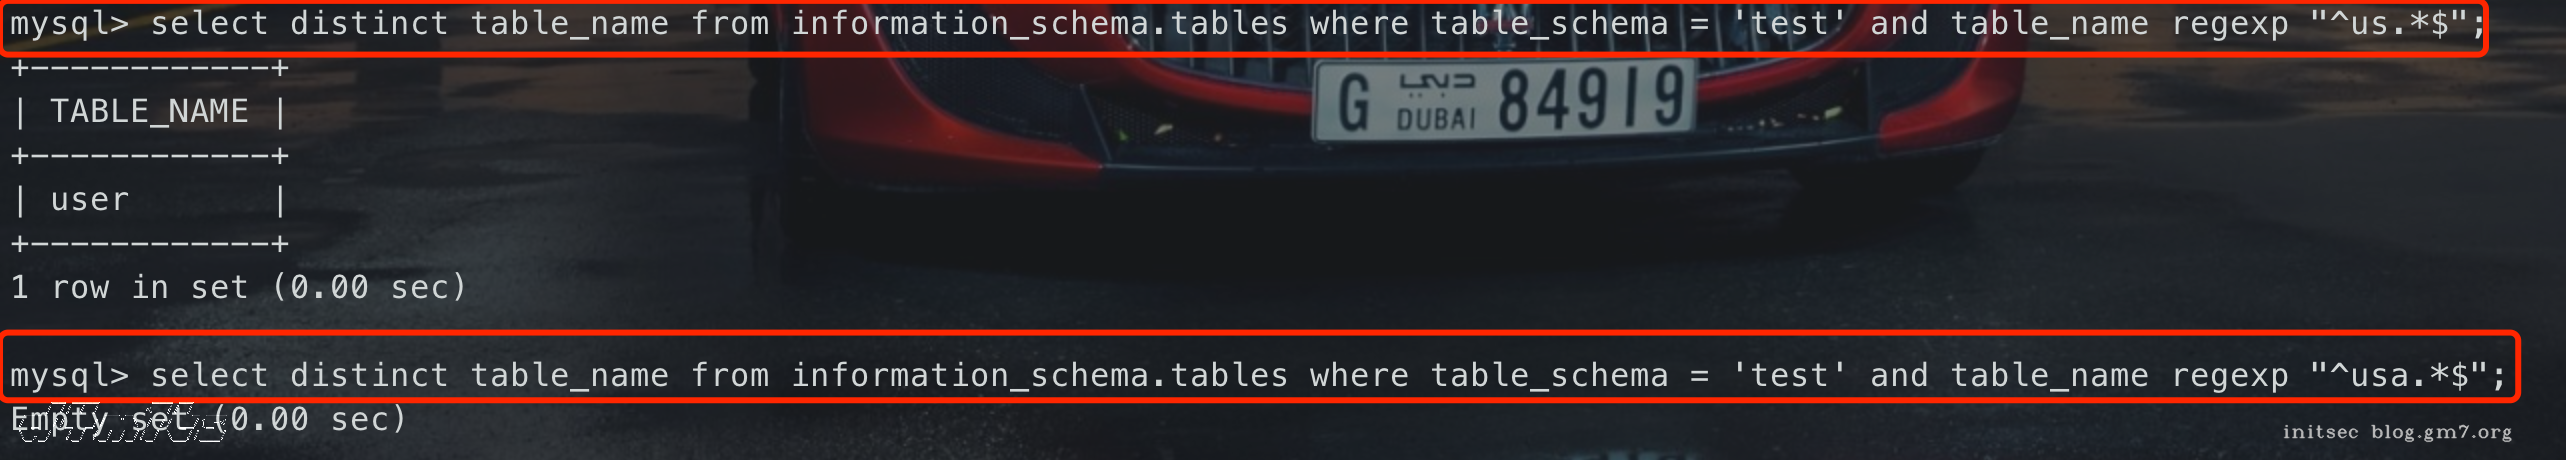 mysql> select distinct table_name from information_schema.tables where table_schema = 'test' and table_name regexp "^us.*$";
+------------+
| TABLE_NAME |
+------------+
| user       |
+------------+
1 row in set (0.00 sec)
mysql> select distinct table_name from information_schema.tables where table_schema = 'test' and table_name regexp "^usa.*$";
Empty set (0.00 sec)
G دبي DUBAI 84919
initsec blog.gm7.org